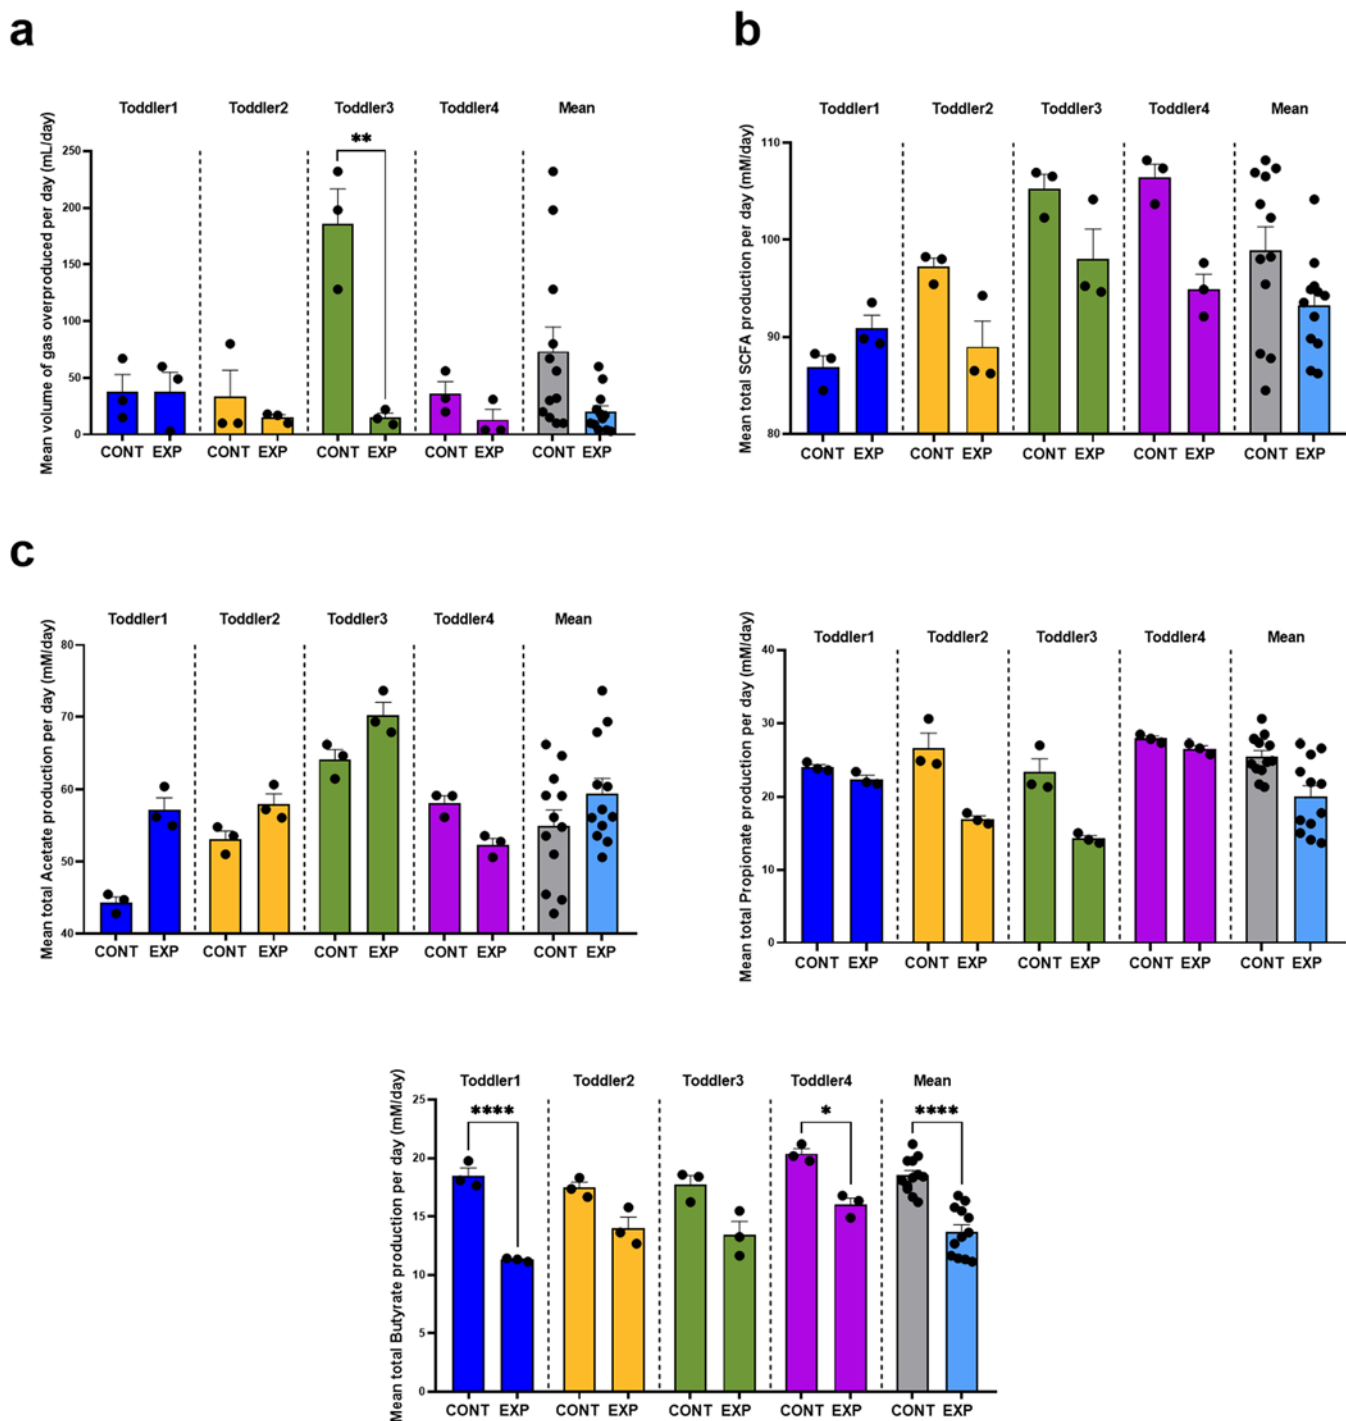 a
b
Toddler1 Toddler2 Toddler3 Toddler4 Mean
**
Mean volume of gas overproduced per day (mL/day)
250
200
150
100
50
0
CONT EXP CONT EXP CONT EXP CONT EXP CONT EXP
Toddler1 Toddler2 Toddler3 Toddler4 Mean
Mean total SCFA production per day (mM/day)
110
100
90
80
CONT EXP CONT EXP CONT EXP CONT EXP CONT EXP
c
Toddler1 Toddler2 Toddler3 Toddler4 Mean
Mean total Acetate production per day (mM/day)
80
70
60
50
40
CONT EXP CONT EXP CONT EXP CONT EXP CONT EXP
Toddler1 Toddler2 Toddler3 Toddler4 Mean
Mean total Propionate production per day (mM/day)
40
30
20
10
0
CONT EXP CONT EXP CONT EXP CONT EXP CONT EXP
Toddler1 Toddler2 Toddler3 Toddler4 Mean
**** * ****
Mean total Butyrate production per day (mM/day)
25
20
15
10
5
0
CONT EXP CONT EXP CONT EXP CONT EXP CONT EXP